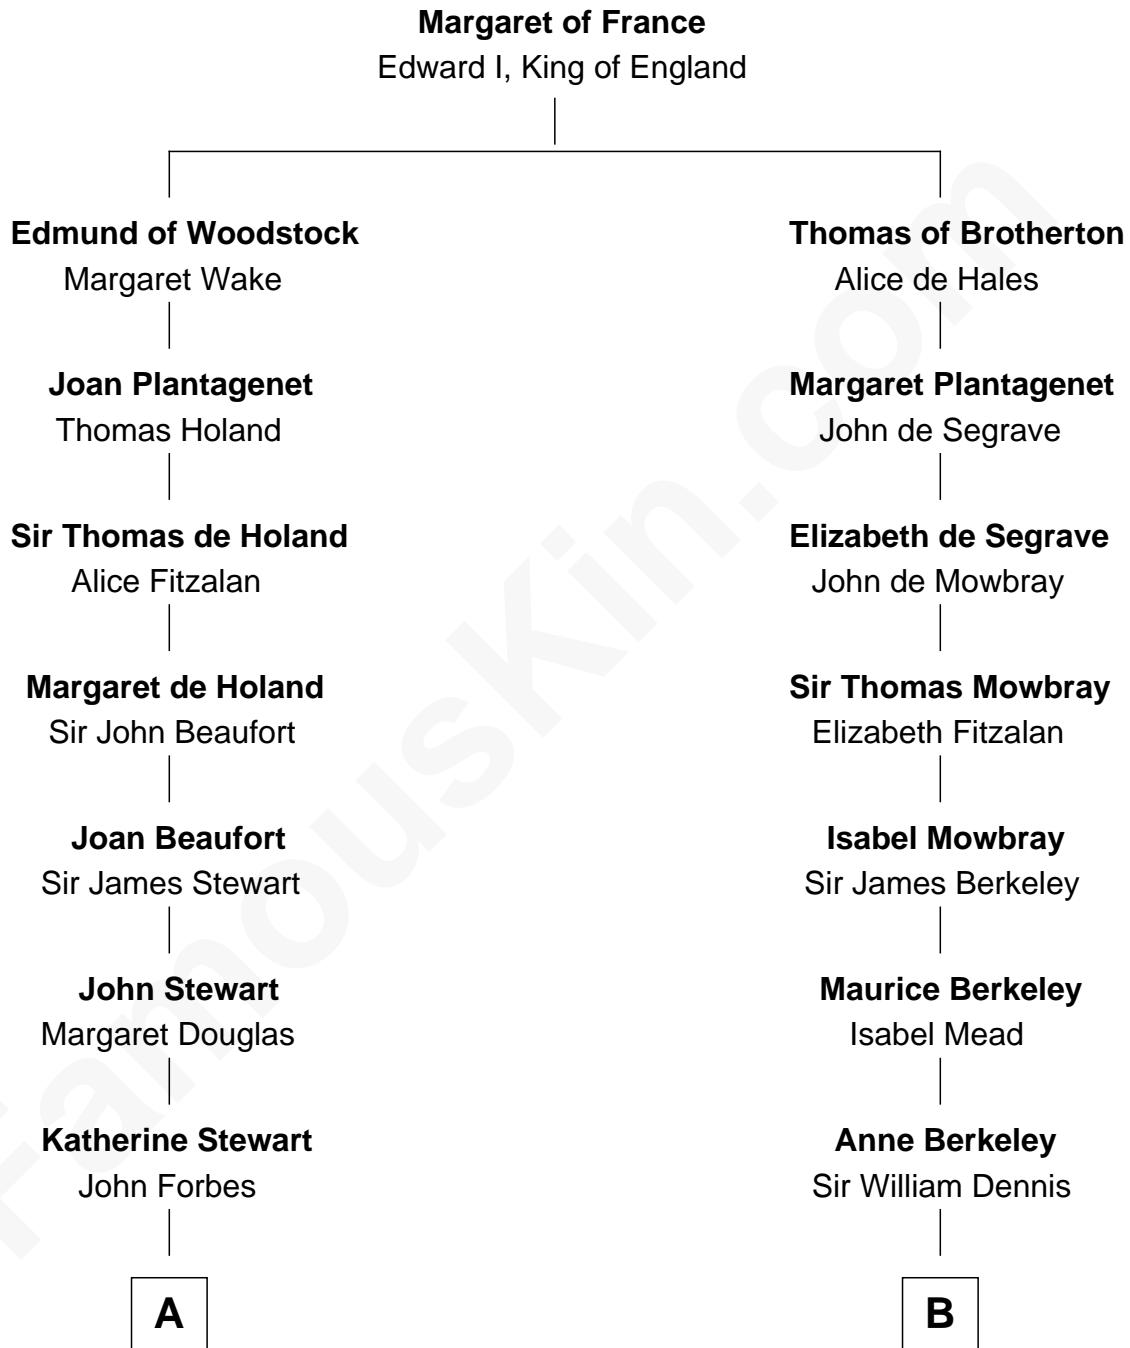 Margaret of France
Edward I, King of England
Edmund of Woodstock
Margaret Wake
Thomas of Brotherton
Alice de Hales
Joan Plantagenet
Thomas Holand
Margaret Plantagenet
John de Segrave
Sir Thomas de Holand
Alice Fitzalan
Elizabeth de Segrave
John de Mowbray
Margaret de Holand
Sir John Beaufort
Sir Thomas Mowbray
Elizabeth Fitzalan
Joan Beaufort
Sir James Stewart
Isabel Mowbray
Sir James Berkeley
John Stewart
Margaret Douglas
Maurice Berkeley
Isabel Mead
Katherine Stewart
John Forbes
Anne Berkeley
Sir William Dennis
A
B
FamousKin.com